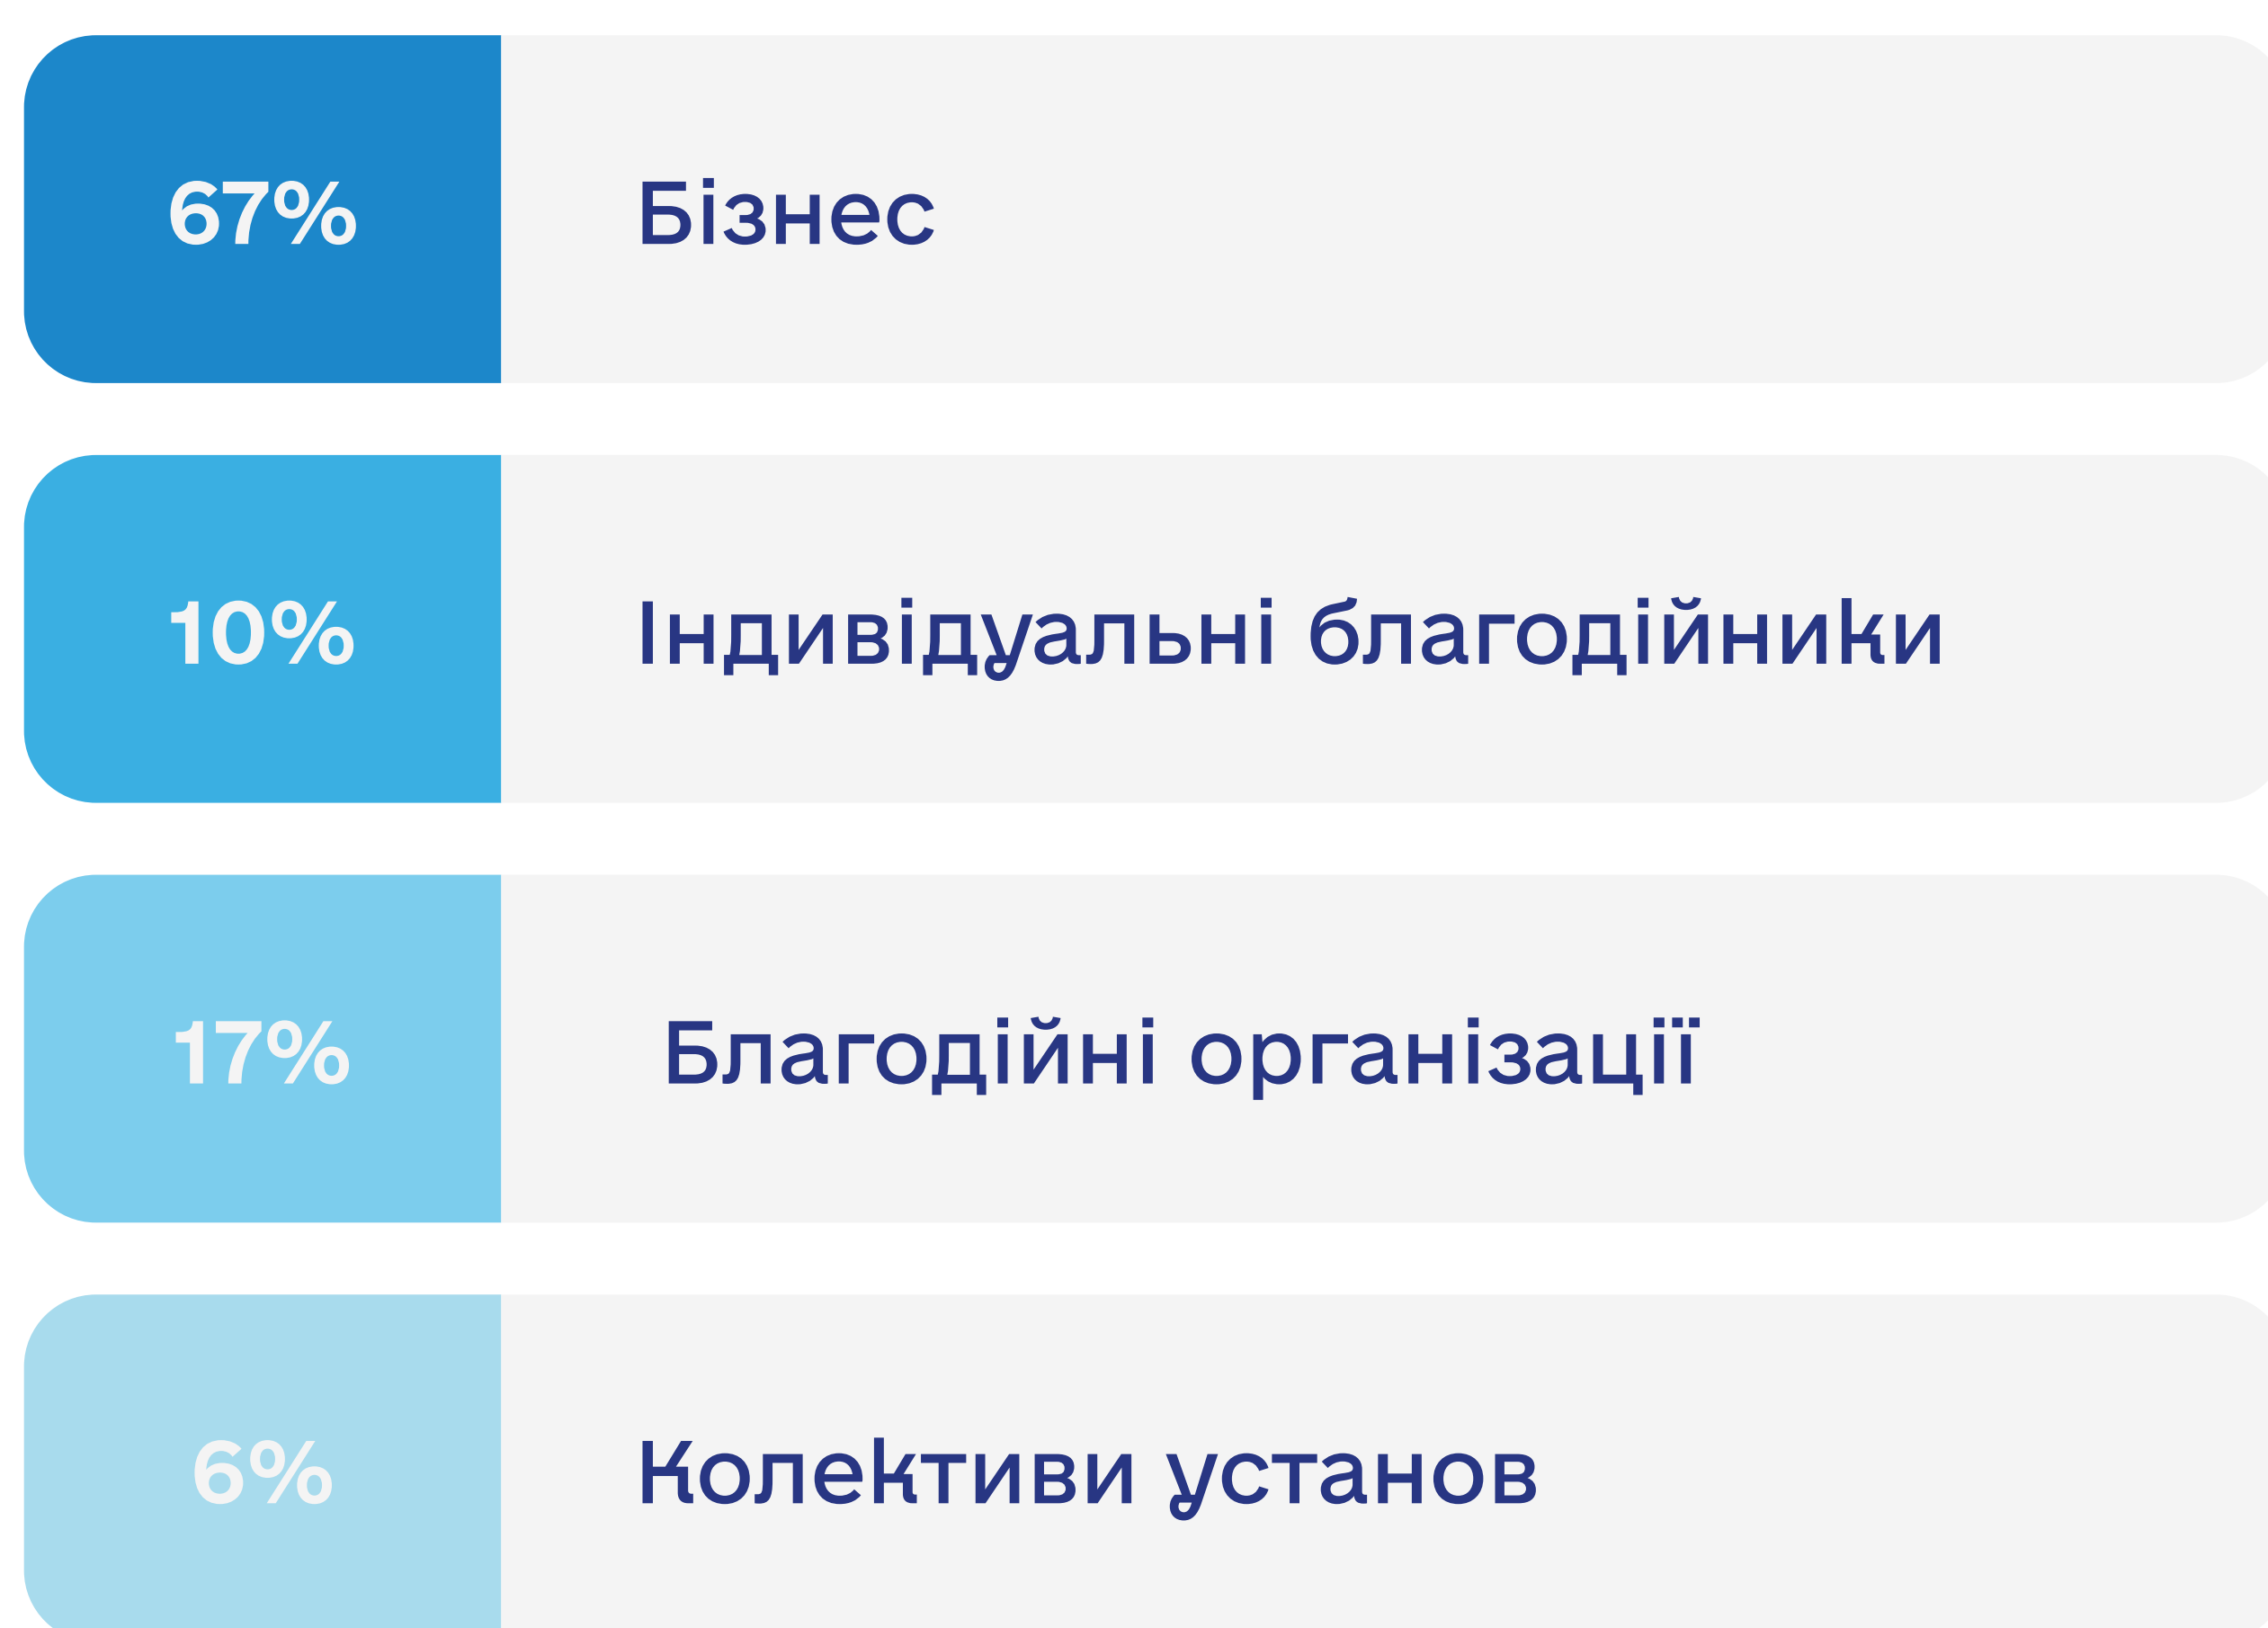 67% Бізнес
10% Індивідуальні благодійники
17% Благодійні організації
6% Колективи установ